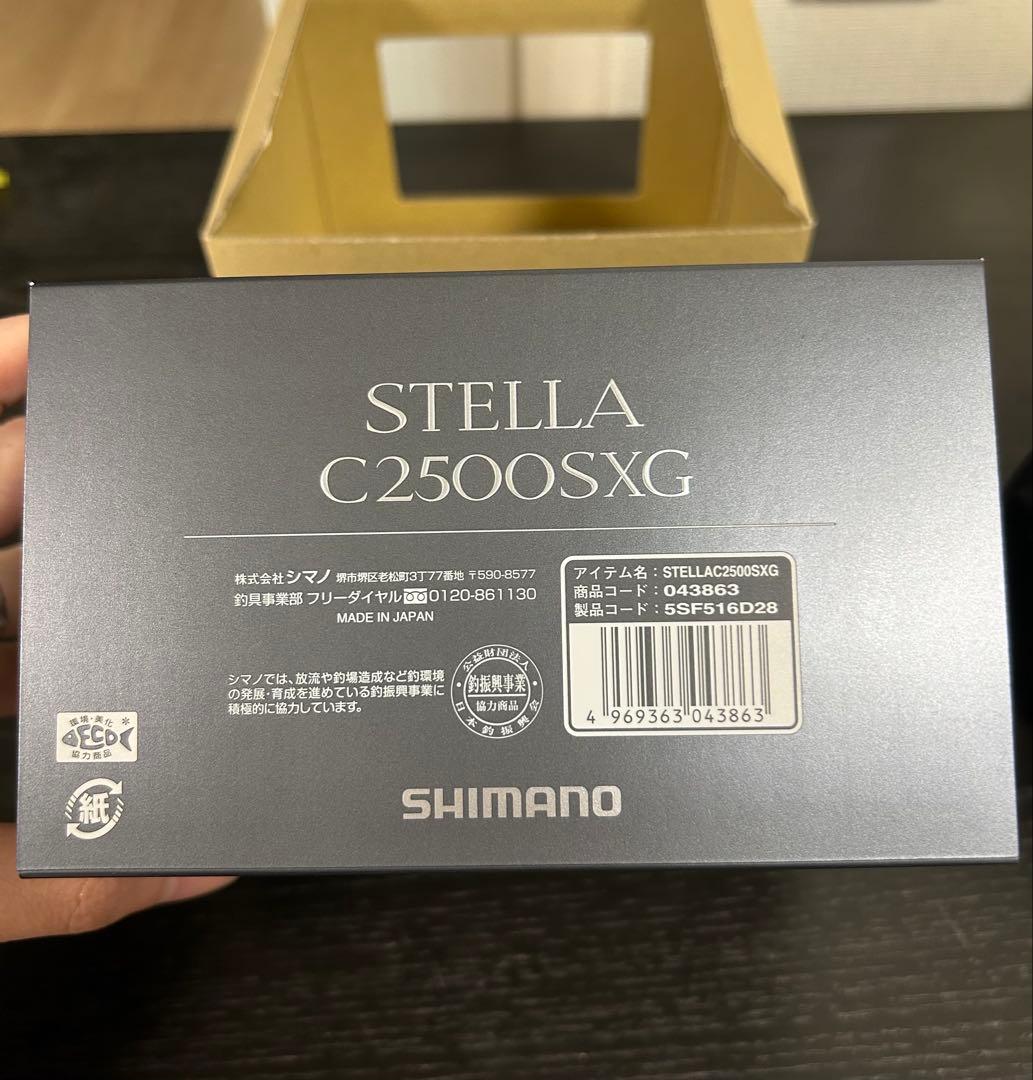 STELLA
C2500SXG
株式会社シマノ 堺市堺区老松町3丁77番地 〒590-8577
釣具事業部 フリーダイヤル 0120-861130
MADE IN JAPAN
アイテム名：STELLAC2500SXG
商品コード：043863
製品コード：5SF516D28
4 969363 043863
シマノでは、放流や釣場造成など釣環境
の発展・育成を進めている釣振興事業に
積極的に協力しています。
公益財団法人
釣振興事業
協力商品
日本釣振興会
環境・美化
ECO
協力商品
紙
SHIMANO